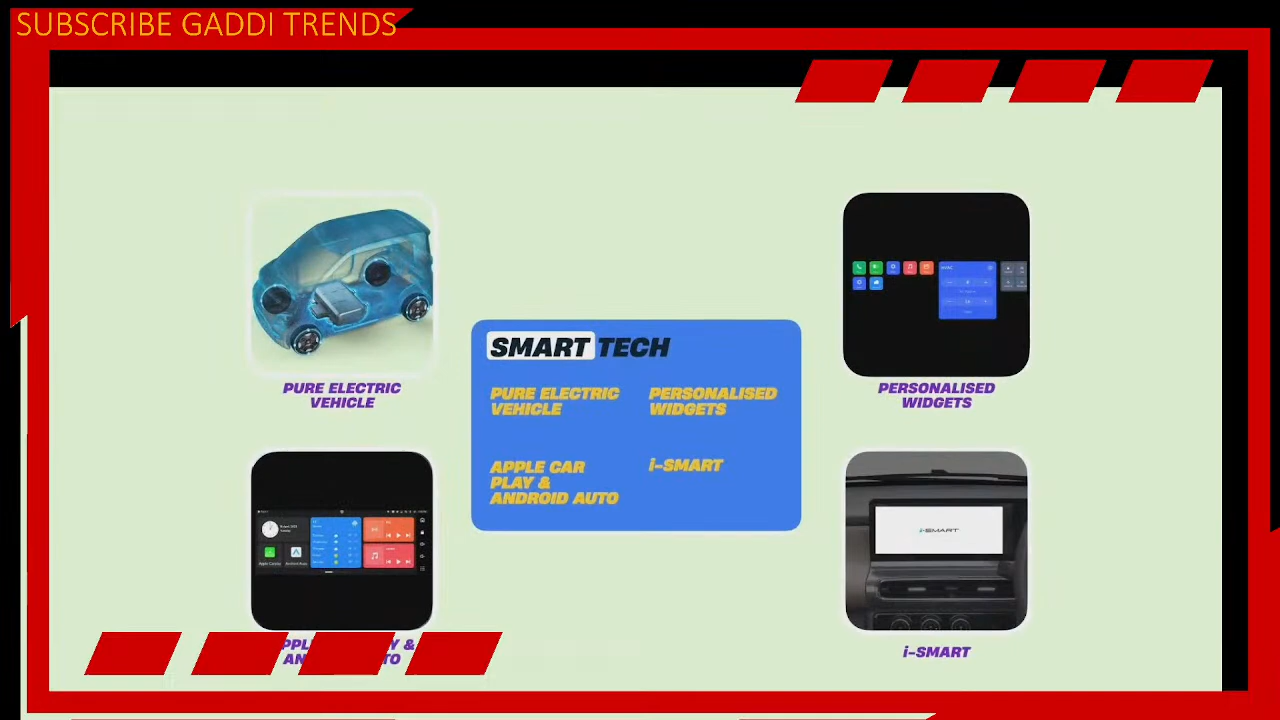 SUBSCRIBE GADDI TRENDS
PURE ELECTRIC
VEHICLE
PERSONALISED
WIDGETS
SMART TECH
PURE ELECTRIC
VEHICLE
PERSONALISED
WIDGETS
APPLE CAR
PLAY &
ANDROID AUTO
i-SMART
i-SMART
i-SMART